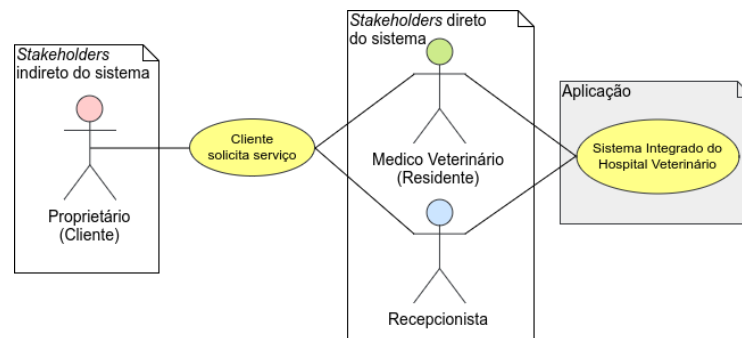 Stakeholders
indireto do sistema
Proprietário
(Cliente)
Cliente
solicita serviço
Stakeholders direto
do sistema
Medico Veterinário
(Residente)
Recepcionista
Aplicação
Sistema Integrado do
Hospital Veterinário